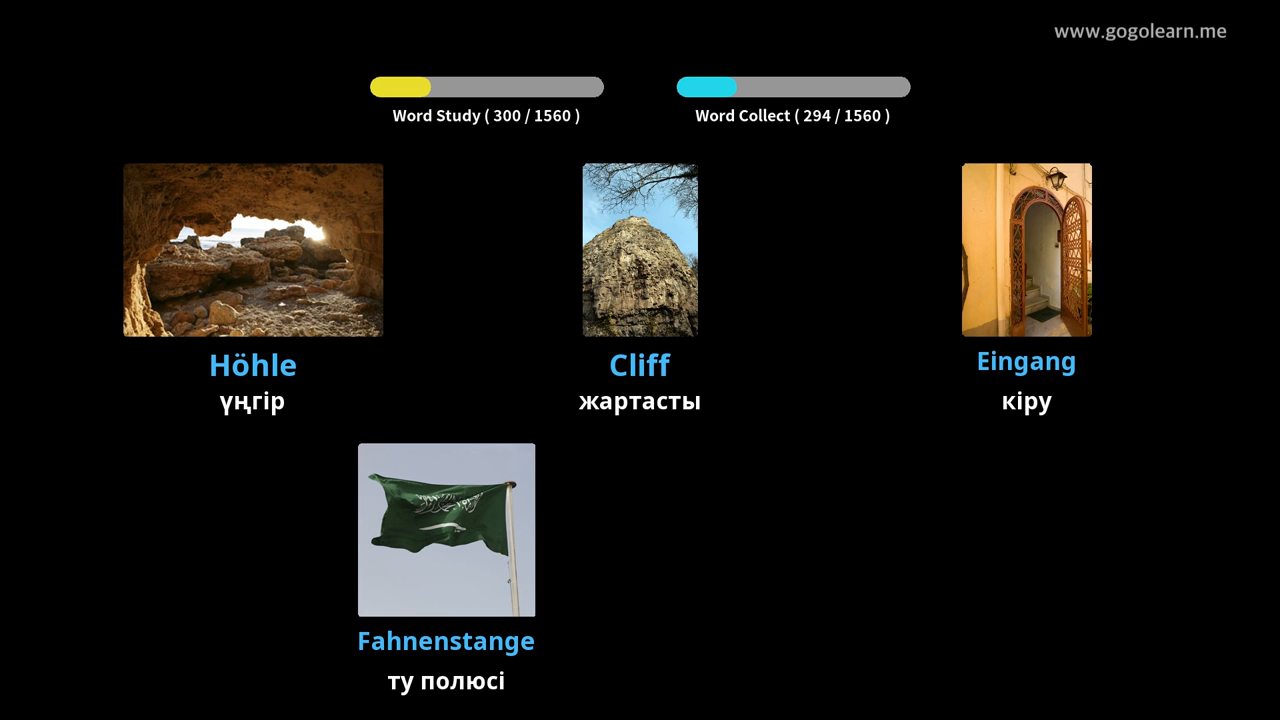 www.gogolearn.me
Word Study ( 300 / 1560 )
Word Collect ( 294 / 1560 )
Höhle
Cliff
Eingang
үңгір
жартасты
кіру
Fahnenstange
ту полюсі